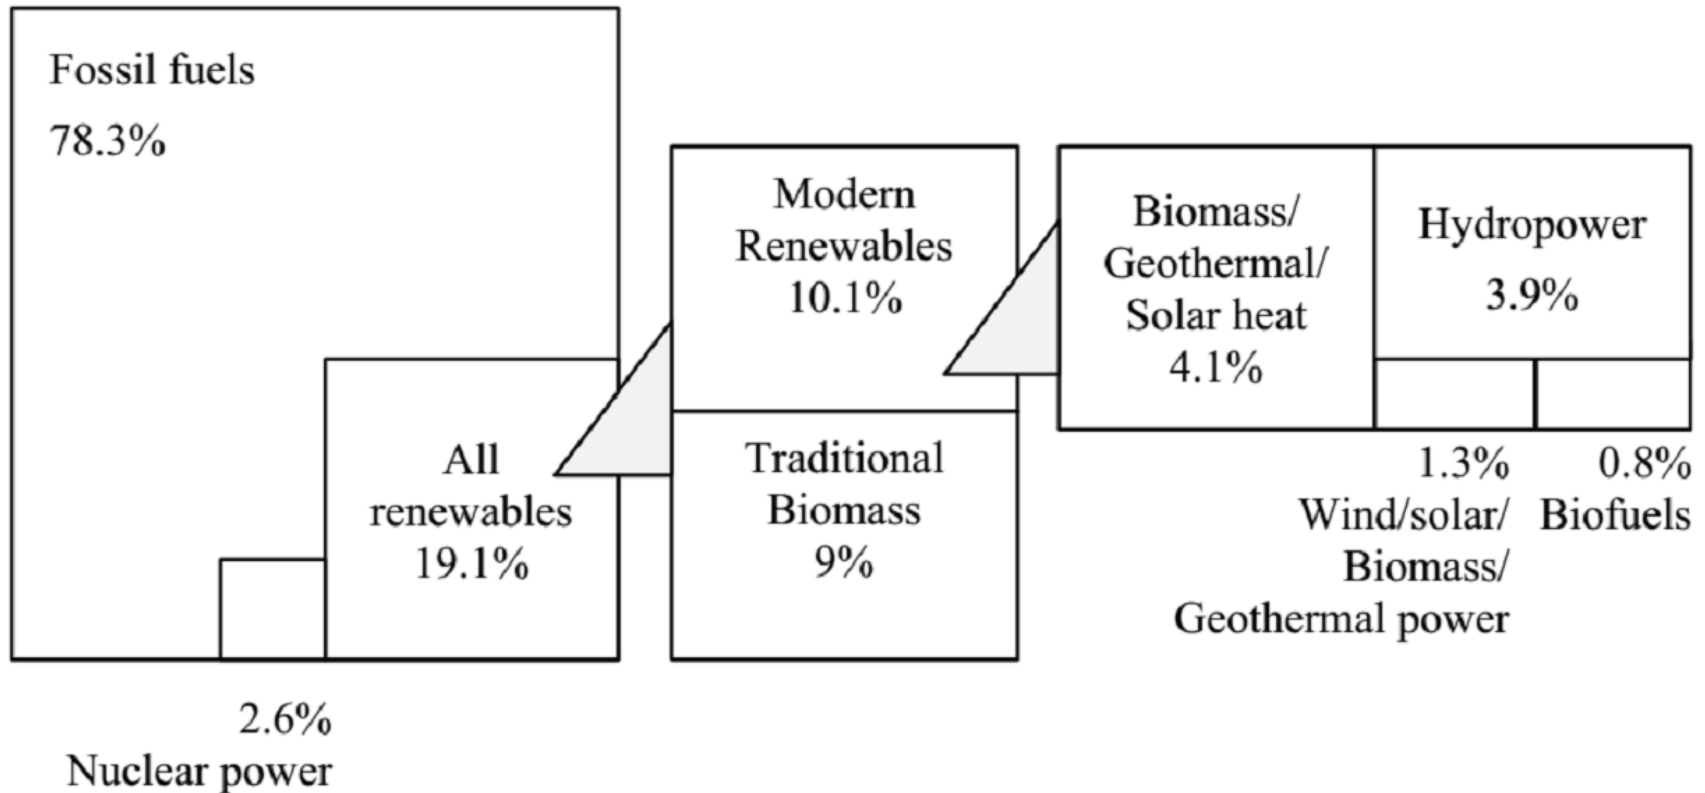 Fossil fuels
78.3%
All
renewables
19.1%
2.6%
Nuclear power
Modern
Renewables
10.1%
Traditional
Biomass
9%
Biomass/
Geothermal/
Solar heat
4.1%
Hydropower
3.9%
1.3%
Wind/solar/
Biomass/
Geothermal power
0.8%
Biofuels